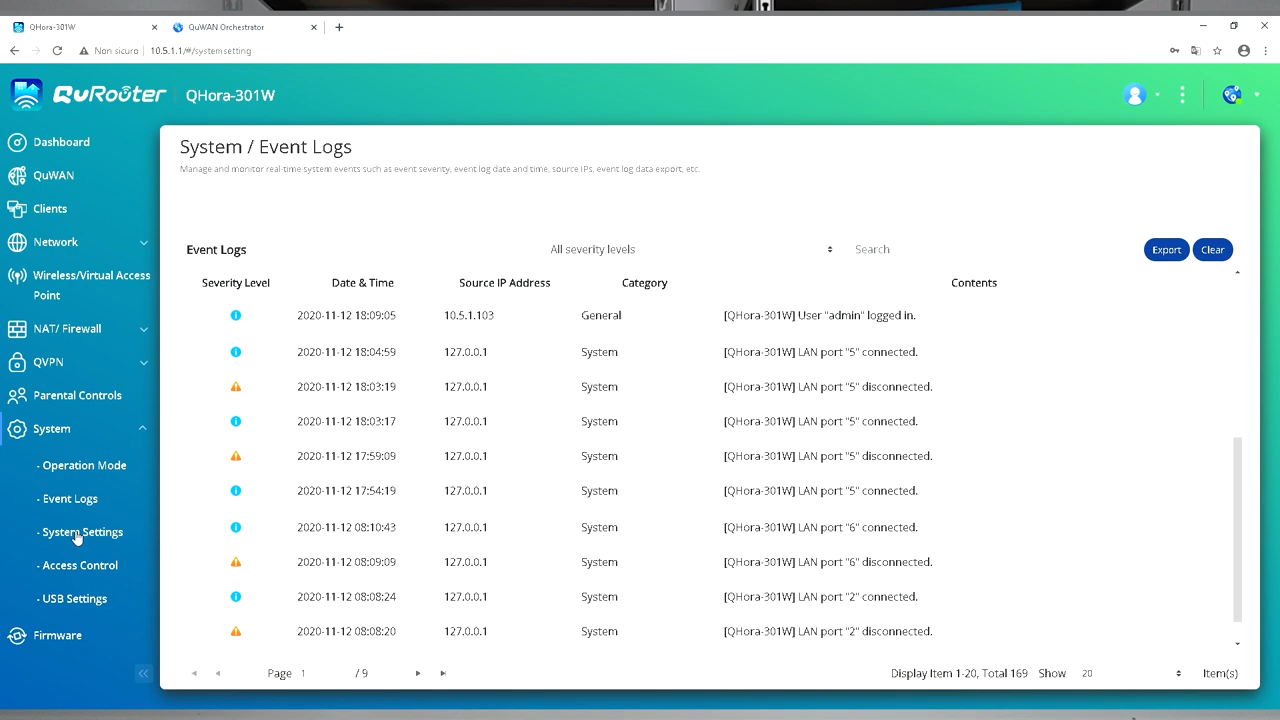 QHora-301W
QuWAN Orchestrator
Non sicuro
10.5.1.1/#/systemsetting
QuRouter
QHora-301W
Dashboard
QuWAN
Clients
Network
Wireless/Virtual Access
Point
NAT/ Firewall
QVPN
Parental Controls
System
- Operation Mode
- Event Logs
- System Settings
- Access Control
- USB Settings
Firmware
System / Event Logs
Manage and monitor real-time system events such as event severity, event log date and time, source IPs, event log data export, etc.
Event Logs All severity levels Search Export Clear
Severity Level Date & Time Source IP Address Category Contents
2020-11-12 18:09:05 10.5.1.103 General [QHora-301W] User "admin" logged in.
2020-11-12 18:04:59 127.0.0.1 System [QHora-301W] LAN port "5" connected.
2020-11-12 18:03:19 127.0.0.1 System [QHora-301W] LAN port "5" disconnected.
2020-11-12 18:03:17 127.0.0.1 System [QHora-301W] LAN port "5" connected.
2020-11-12 17:59:09 127.0.0.1 System [QHora-301W] LAN port "5" disconnected.
2020-11-12 17:54:19 127.0.0.1 System [QHora-301W] LAN port "5" connected.
2020-11-12 08:10:43 127.0.0.1 System [QHora-301W] LAN port "6" connected.
2020-11-12 08:09:09 127.0.0.1 System [QHora-301W] LAN port "6" disconnected.
2020-11-12 08:08:24 127.0.0.1 System [QHora-301W] LAN port "2" connected.
2020-11-12 08:08:20 127.0.0.1 System [QHora-301W] LAN port "2" disconnected.
Page 1 / 9 Display Item 1-20, Total 169 Show 20 Item(s)